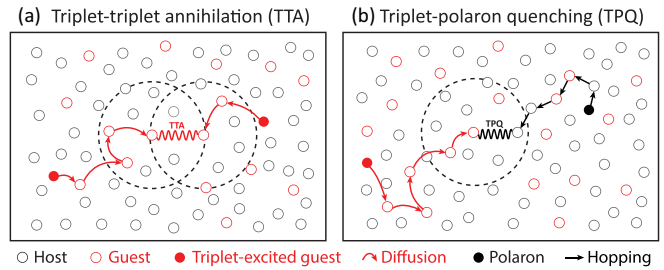 (a) Triplet-triplet annihilation (TTA)
(b) Triplet-polaron quenching (TPQ)
TTA
TPQ
Host Guest Triplet-excited guest Diffusion Polaron Hopping